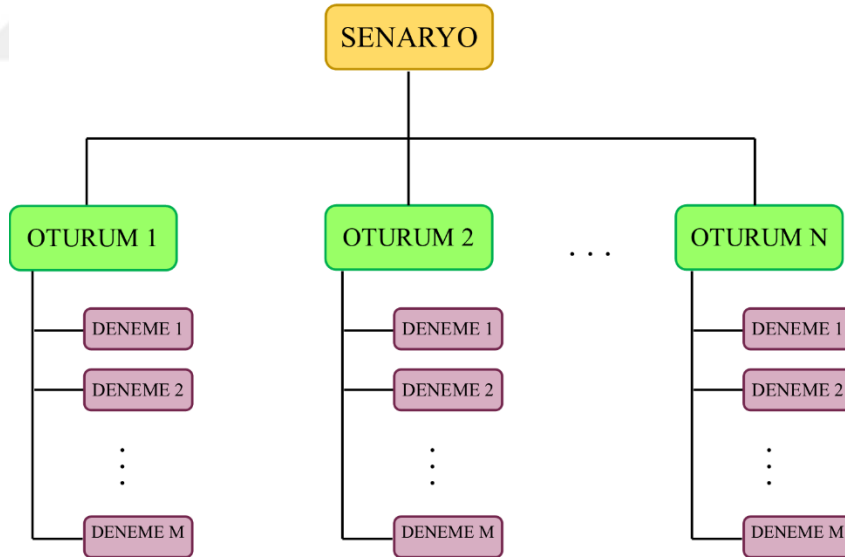 SENARYO
OTURUM 1
OTURUM 2
. . .
OTURUM N
DENEME 1
DENEME 1
DENEME 1
DENEME 2
DENEME 2
DENEME 2
DENEME M
DENEME M
DENEME M